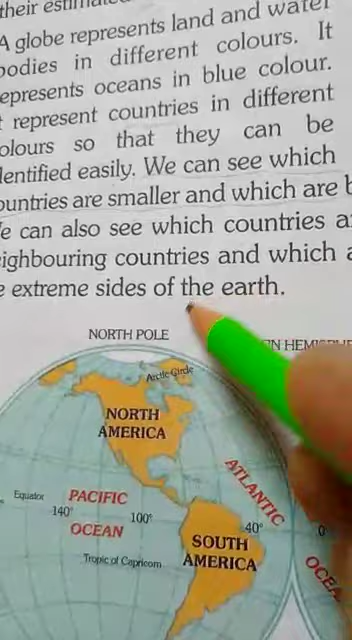 their
A globe represents land and water
bodies in different colours. It
represents oceans in blue colour.
represent countries in different
colours so that they can be
identified easily. We can see which
countries are smaller and which are
We can also see which countries
neighbouring countries and which
extreme sides of the earth.
NORTH POLE
Arctic Circle
NORTH
AMERICA
Equator
PACIFIC
OCEAN
140°
100°
Tropic of Capricorn
SOUTH
AMERICA
ATLANTIC
40°
0